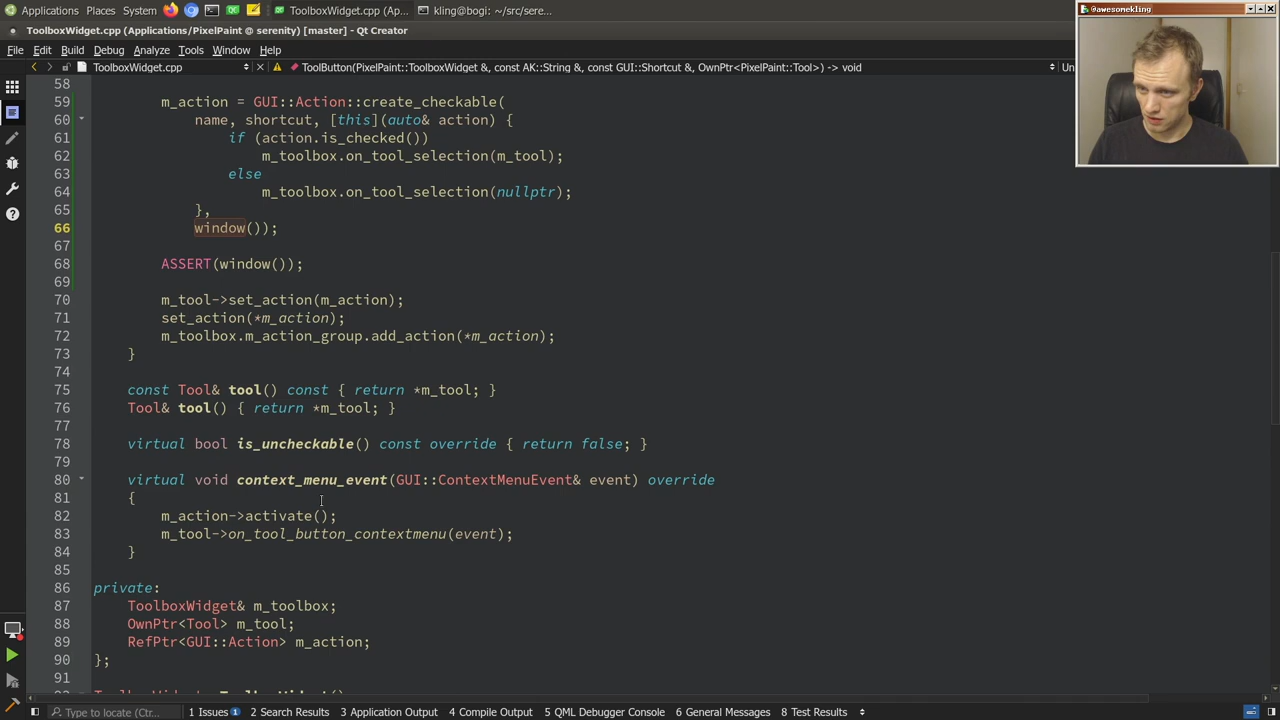 Applications Places System ToolboxWidget.cpp (Ap... kling@bogi: ~/src/sere...
@awesomekling
ToolboxWidget.cpp (Applications/PixelPaint @ serenity) [master] - Qt Creator
File Edit Build Debug Analyze Tools Window Help
ToolboxWidget.cpp ToolButton(PixelPaint::ToolboxWidget &, const AK::String &, const GUI::Shortcut &, OwnPtr<PixelPaint::Tool>) -> void Un
58
59 m_action = GUI::Action::create_checkable(
60 name, shortcut, [this](auto& action) {
61 if (action.is_checked())
62 m_toolbox.on_tool_selection(m_tool);
63 else
64 m_toolbox.on_tool_selection(nullptr);
65 },
66 window());
67
68 ASSERT(window());
69
70 m_tool->set_action(m_action);
71 set_action(*m_action);
72 m_toolbox.m_action_group.add_action(*m_action);
73 }
74
75 const Tool& tool() const { return *m_tool; }
76 Tool& tool() { return *m_tool; }
77
78 virtual bool is_uncheckable() const override { return false; }
79
80 virtual void context_menu_event(GUI::ContextMenuEvent& event) override
81 {
82 m_action->activate();
83 m_tool->on_tool_button_contextmenu(event);
84 }
85
86 private:
87 ToolboxWidget& m_toolbox;
88 OwnPtr<Tool> m_tool;
89 RefPtr<GUI::Action> m_action;
90 };
91
Type to locate (Ctr... 1 Issues 1 2 Search Results 3 Application Output 4 Compile Output 5 QML Debugger Console 6 General Messages 8 Test Results